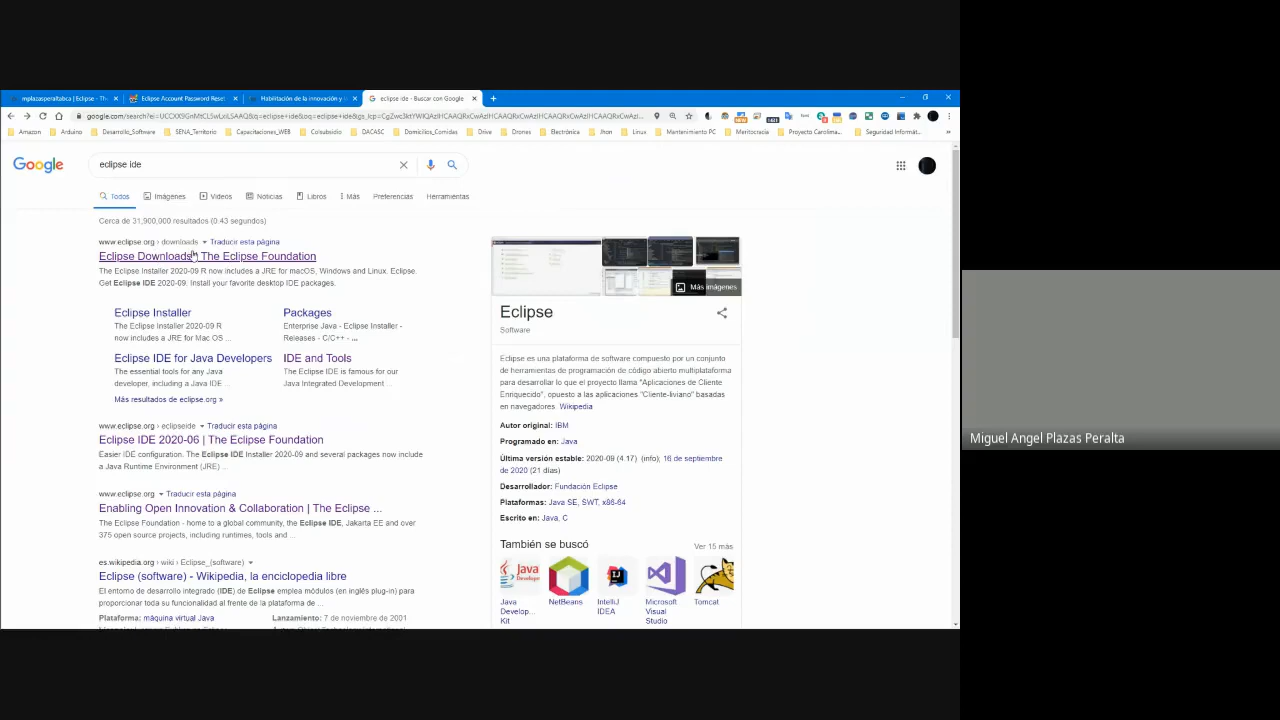 mplazasperaltabca | Eclipse - The
Eclipse Account Password Rese
Habilitación de la innovación y l
eclipse ide - Buscar con Google
Amazon
Arduino
Desarrollo_Software
SENA_Territorio
Capacitaciones_WEB
Colsubsidio
DACASC
Domicilios_Comidas
Drive
Drones
Electrónica
Jhon
Linux
Mantenimiento PC
Meritocracia
Proyecto Carolina...
Seguridad Informát...
Google
eclipse ide
Todos
Imágenes
Videos
Noticias
Libros
Más
Preferencias
Herramientas
Cerca de 31,900,000 resultados (0.43 segundos)
www.eclipse.org › downloads Traducir esta página
Eclipse Downloads | The Eclipse Foundation
The Eclipse Installer 2020-09 R now includes a JRE for macOS, Windows and Linux. Eclipse.
Get Eclipse IDE 2020-09. Install your favorite desktop IDE packages.
Eclipse Installer
The Eclipse Installer 2020-09 R
now includes a JRE for Mac OS ...
Packages
Enterprise Java - Eclipse Installer -
Releases - C/C++ - ...
Eclipse IDE for Java Developers
The essential tools for any Java
developer, including a Java IDE ...
IDE and Tools
The Eclipse IDE is famous for our
Java Integrated Development ...
Más resultados de eclipse.org »
www.eclipse.org › eclipseide Traducir esta página
Eclipse IDE 2020-06 | The Eclipse Foundation
Easier IDE configuration. The Eclipse IDE Installer 2020-09 and several packages now include
a Java Runtime Environment (JRE) ...
www.eclipse.org Traducir esta página
Enabling Open Innovation & Collaboration | The Eclipse ...
The Eclipse Foundation - home to a global community, the Eclipse IDE, Jakarta EE and over
375 open source projects, including runtimes, tools and ...
es.wikipedia.org › wiki › Eclipse_(software)
Eclipse (software) - Wikipedia, la enciclopedia libre
El entorno de desarrollo integrado (IDE) de Eclipse emplea módulos (en inglés plug-in) para
proporcionar toda su funcionalidad al frente de la plataforma de ...
Plataforma: máquina virtual Java
Lanzamiento: 7 de noviembre de 2001
Más imágenes
Eclipse
Software
Eclipse es una plataforma de software compuesto por un conjunto
de herramientas de programación de código abierto multiplataforma
para desarrollar lo que el proyecto llama "Aplicaciones de Cliente
Enriquecido", opuesto a las aplicaciones "Cliente-liviano" basadas
en navegadores. Wikipedia
Autor original: IBM
Programado en: Java
Última versión estable: 2020-09 (4.17) (info); 16 de septiembre
de 2020 (21 días)
Desarrollador: Fundación Eclipse
Plataformas: Java SE, SWT, x86-64
Escrito en: Java, C
También se buscó
Ver 15 más
Java
Develop...
Kit
NetBeans
IntelliJ
IDEA
Microsoft
Visual
Studio
Tomcat
Miguel Angel Plazas Peralta